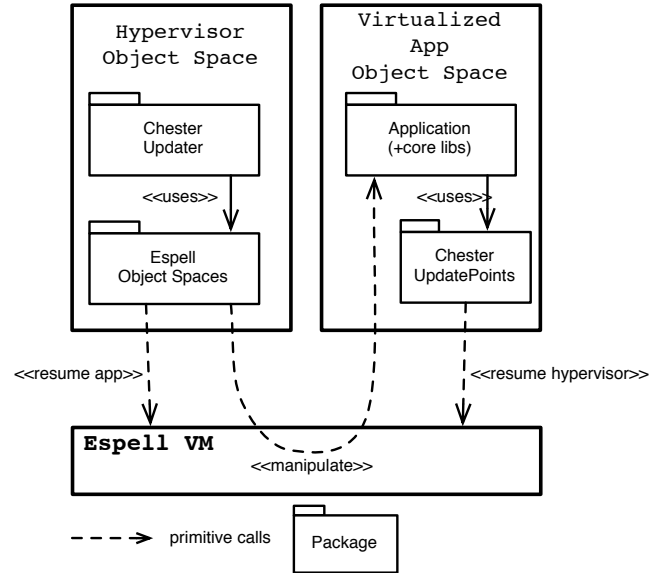 Hypervisor
Object Space
Chester
Updater
<<uses>>
Espell
Object Spaces
Virtualized
App
Object Space
Application
(+core libs)
<<uses>>
Chester
UpdatePoints
<<resume app>>
<<resume hypervisor>>
Espell VM
<<manipulate>>
primitive calls
Package